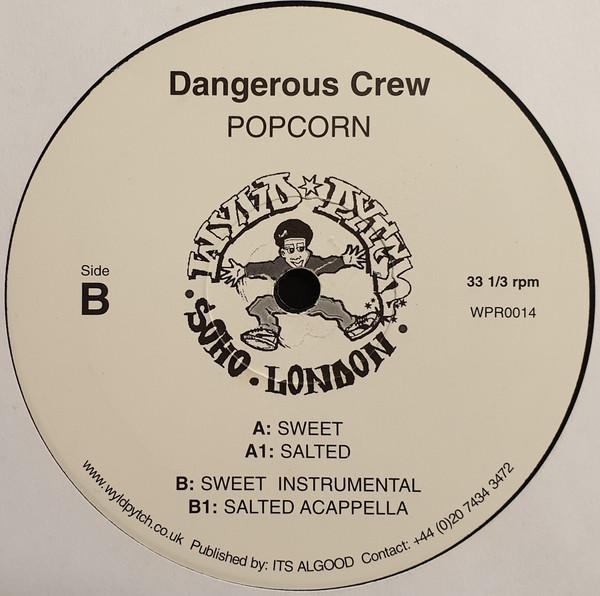 Dangerous Crew
POPCORN
WYLD PYTCH
SOHO · LONDON
Side
B
33 1/3 rpm
WPR0014
A: SWEET
A1: SALTED
B: SWEET INSTRUMENTAL
B1: SALTED ACAPPELLA
www.wyldpytch.co.uk Published by: ITS ALGOOD Contact: +44 (0)20 7434 3472